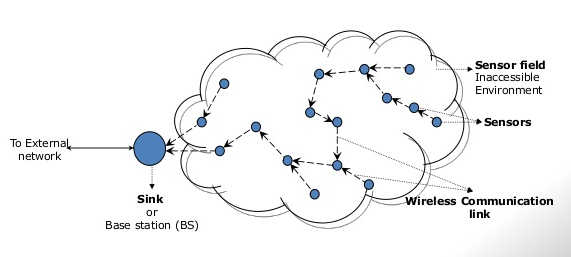 Sensor field
Inaccessible
Environment
Sensors
To External
network
Sink
or
Base station (BS)
Wireless Communication
link